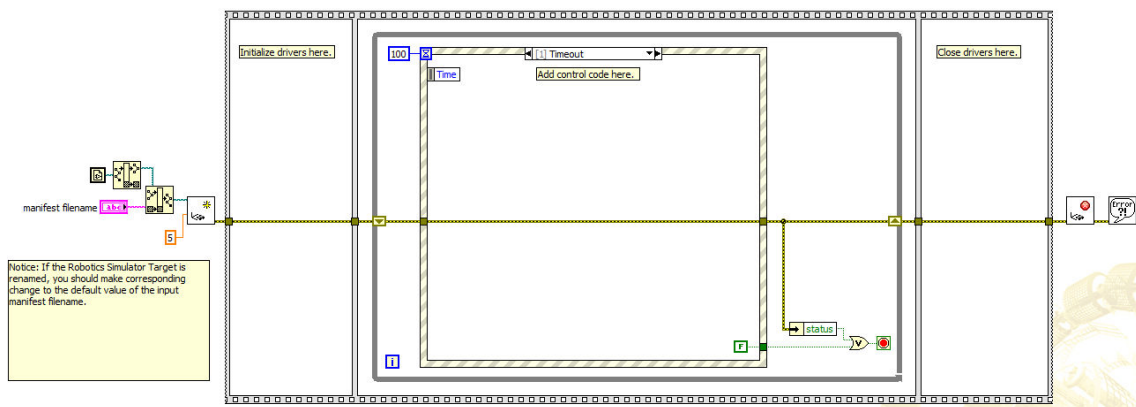 Initialize drivers here.
100
[1] Timeout
Close drivers here.
Time
Add control code here.
manifest filename
abc
5
Error
?!
Notice: If the Robotics Simulator Target is
renamed, you should make corresponding
change to the default value of the input
manifest filename.
status
F
V
i